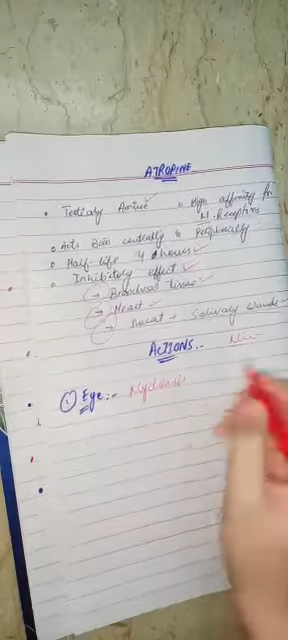 ATROPINE
• Tertiary Amine ✓ • High affinity for M. Receptors
• Acts Both centrally & Peripherally
• Half-life 4 hours ✓
• Inhibitory effect ✓
→ Bronchial tissue ✓
→ Heart ✓
→ Sweat + Salivary Glands ✓
ACTIONS:-
① Eye:- Mydriasis